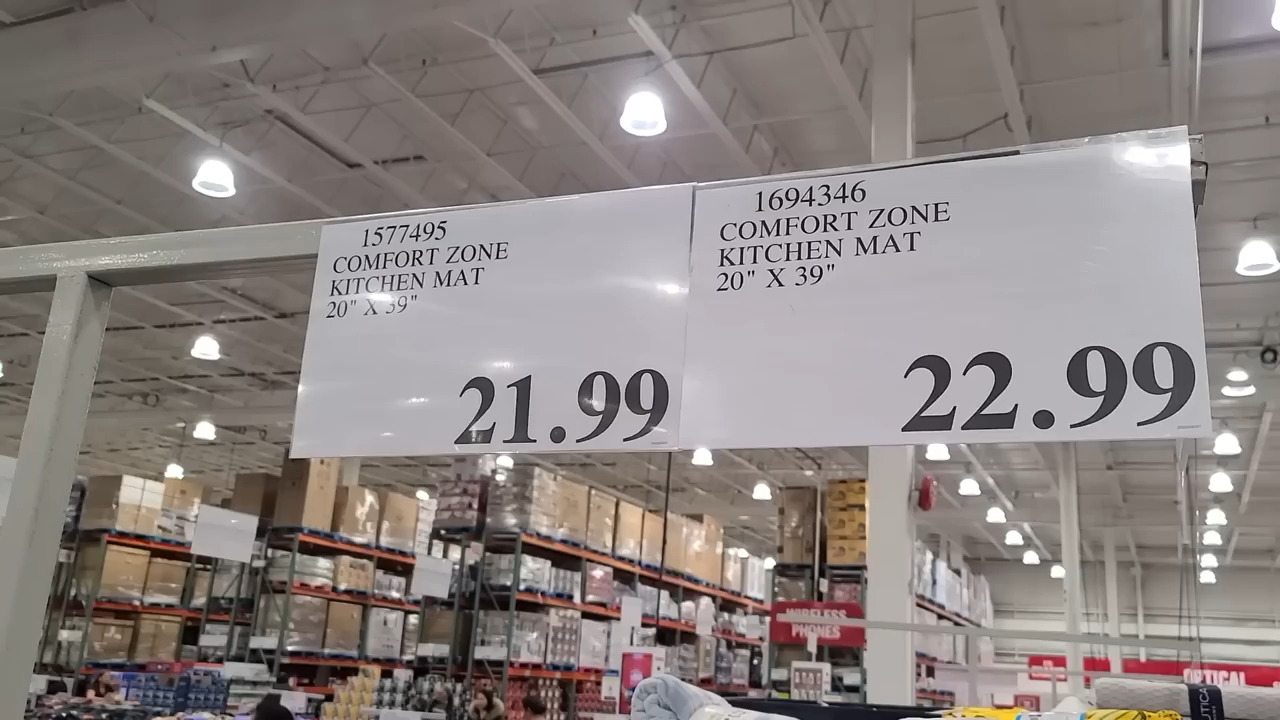 1577495
COMFORT ZONE
KITCHEN MAT
20" X 39"
21.99
1694346
COMFORT ZONE
KITCHEN MAT
20" X 39"
22.99
WIRELESS
PHONES
OPTICAL